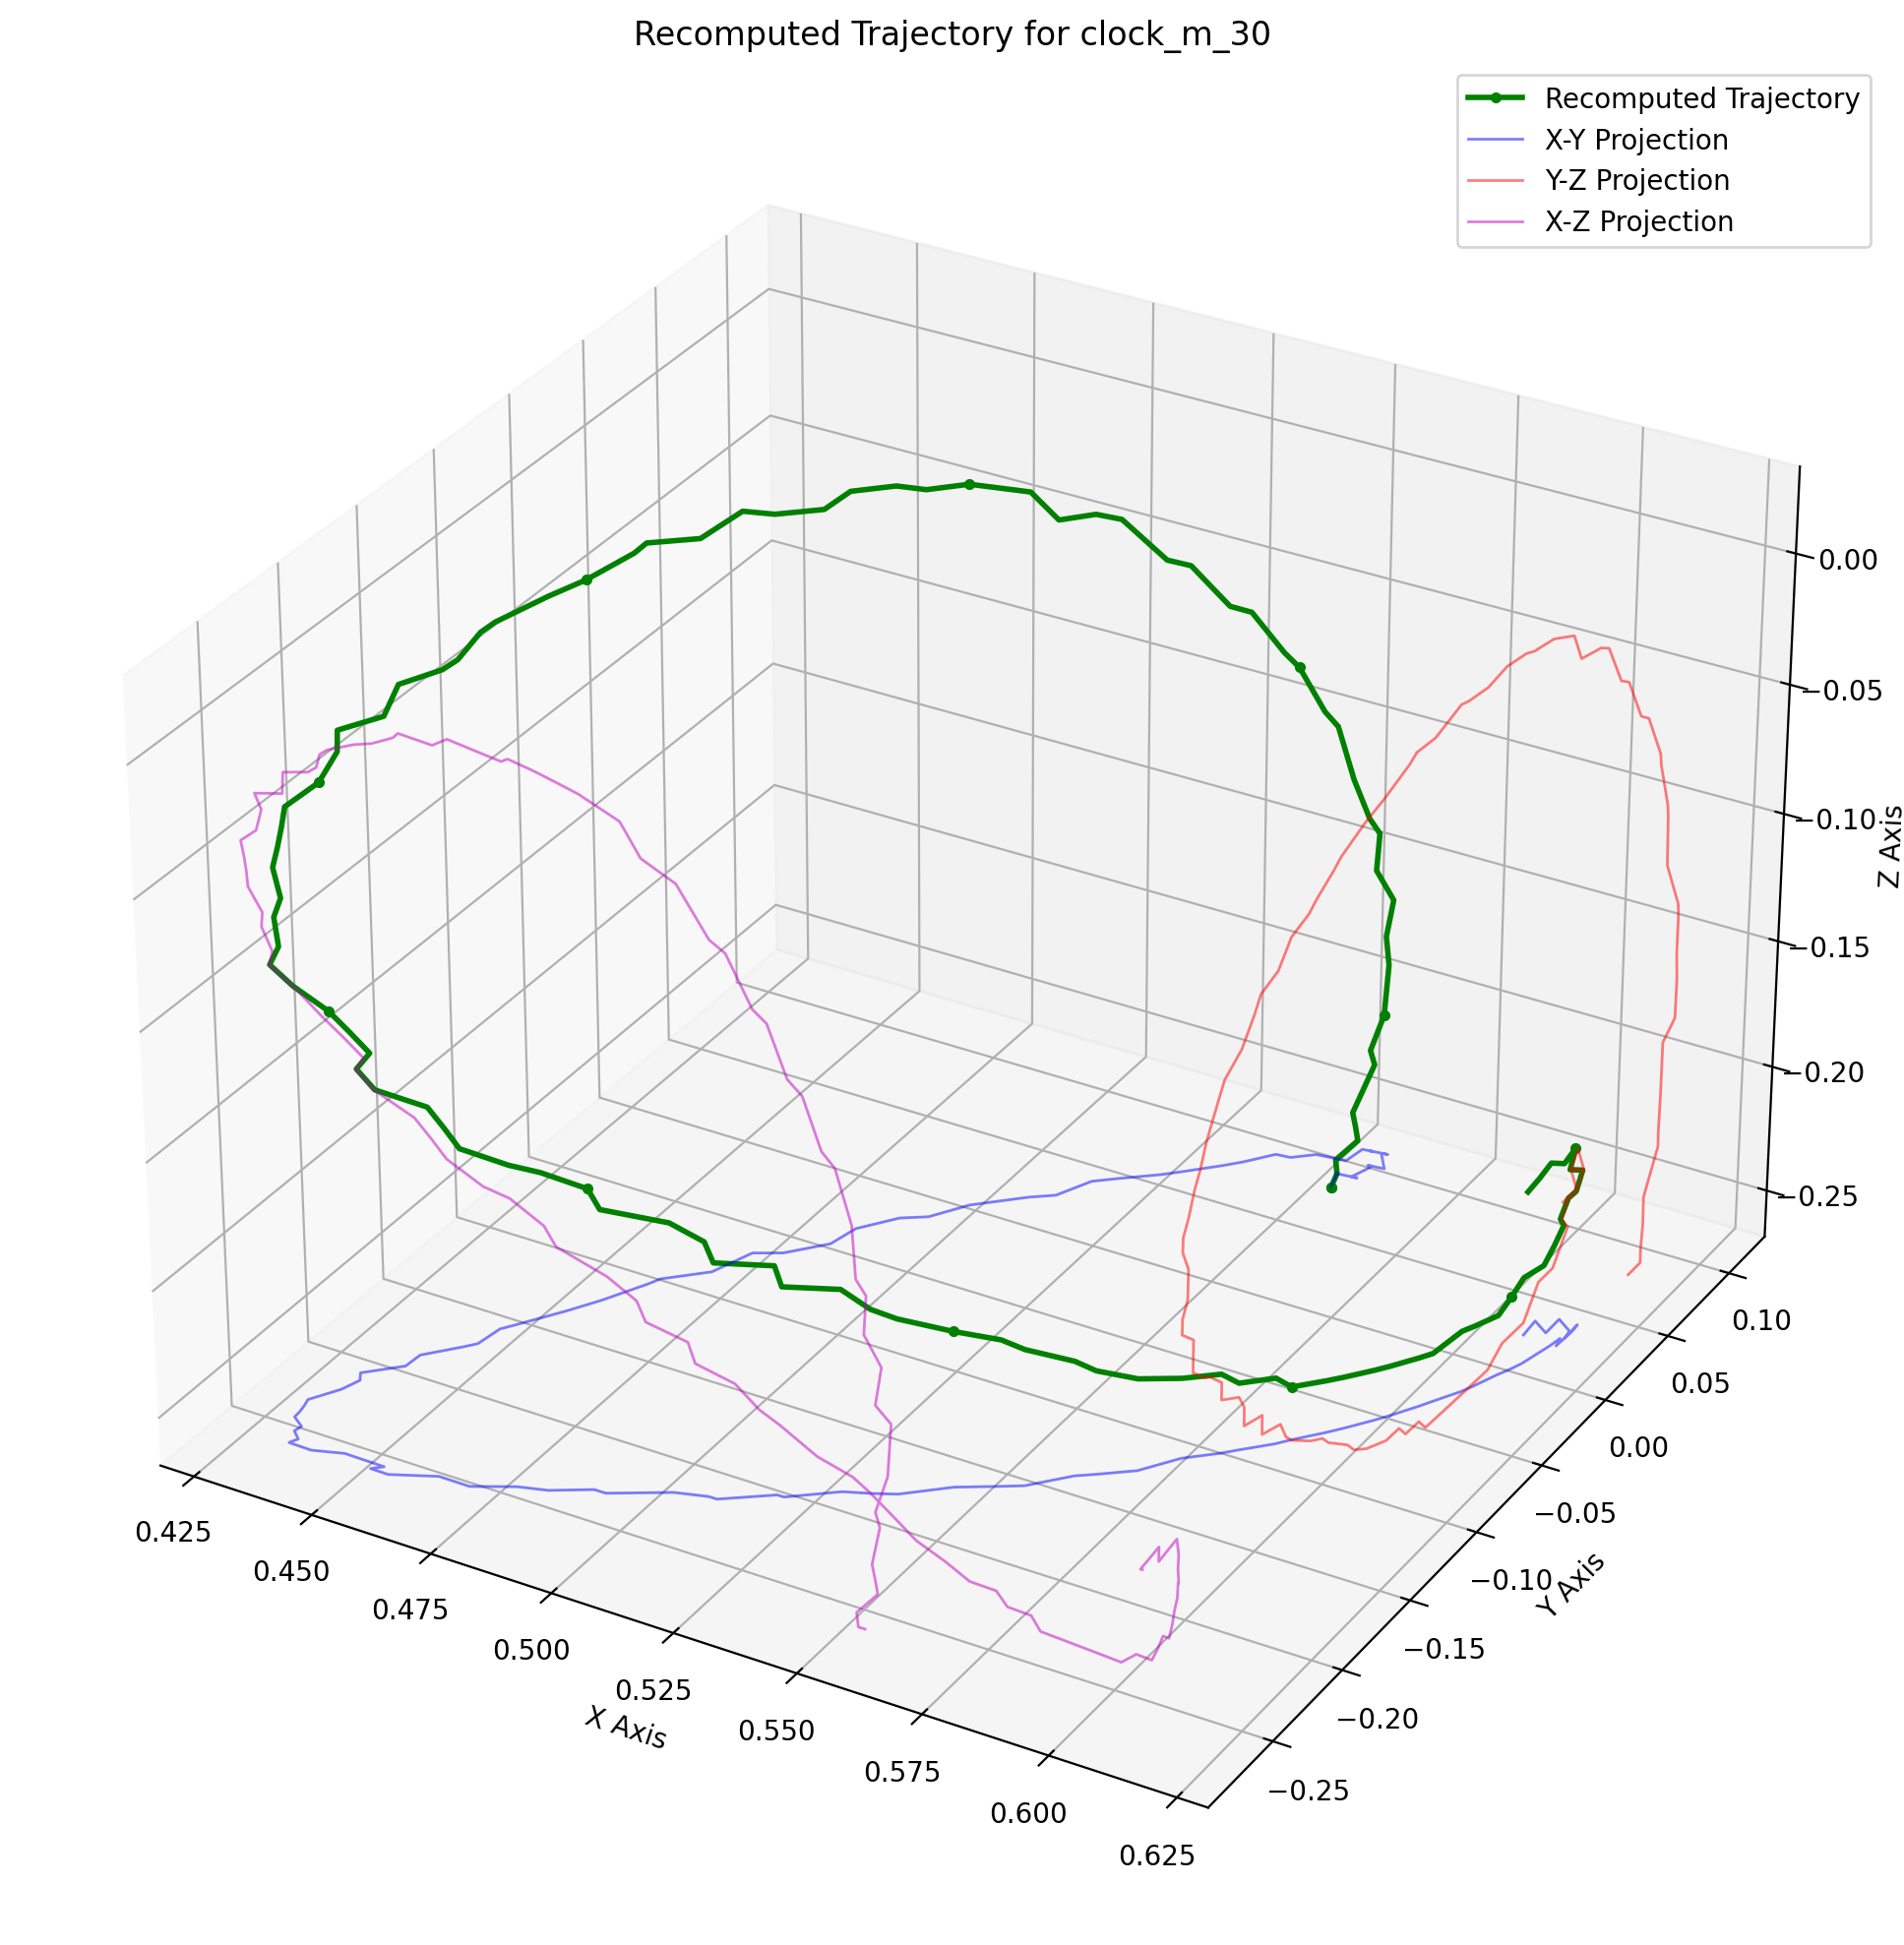 Recomputed Trajectory for clock_m_30
Recomputed Trajectory
X-Y Projection
Y-Z Projection
X-Z Projection
0.00
−0.05
−0.10
−0.15
−0.20
−0.25
Z Axis
0.10
0.05
0.00
−0.05
−0.10
−0.15
−0.20
−0.25
Y Axis
0.425
0.450
0.475
0.500
0.525
0.550
0.575
0.600
0.625
X Axis